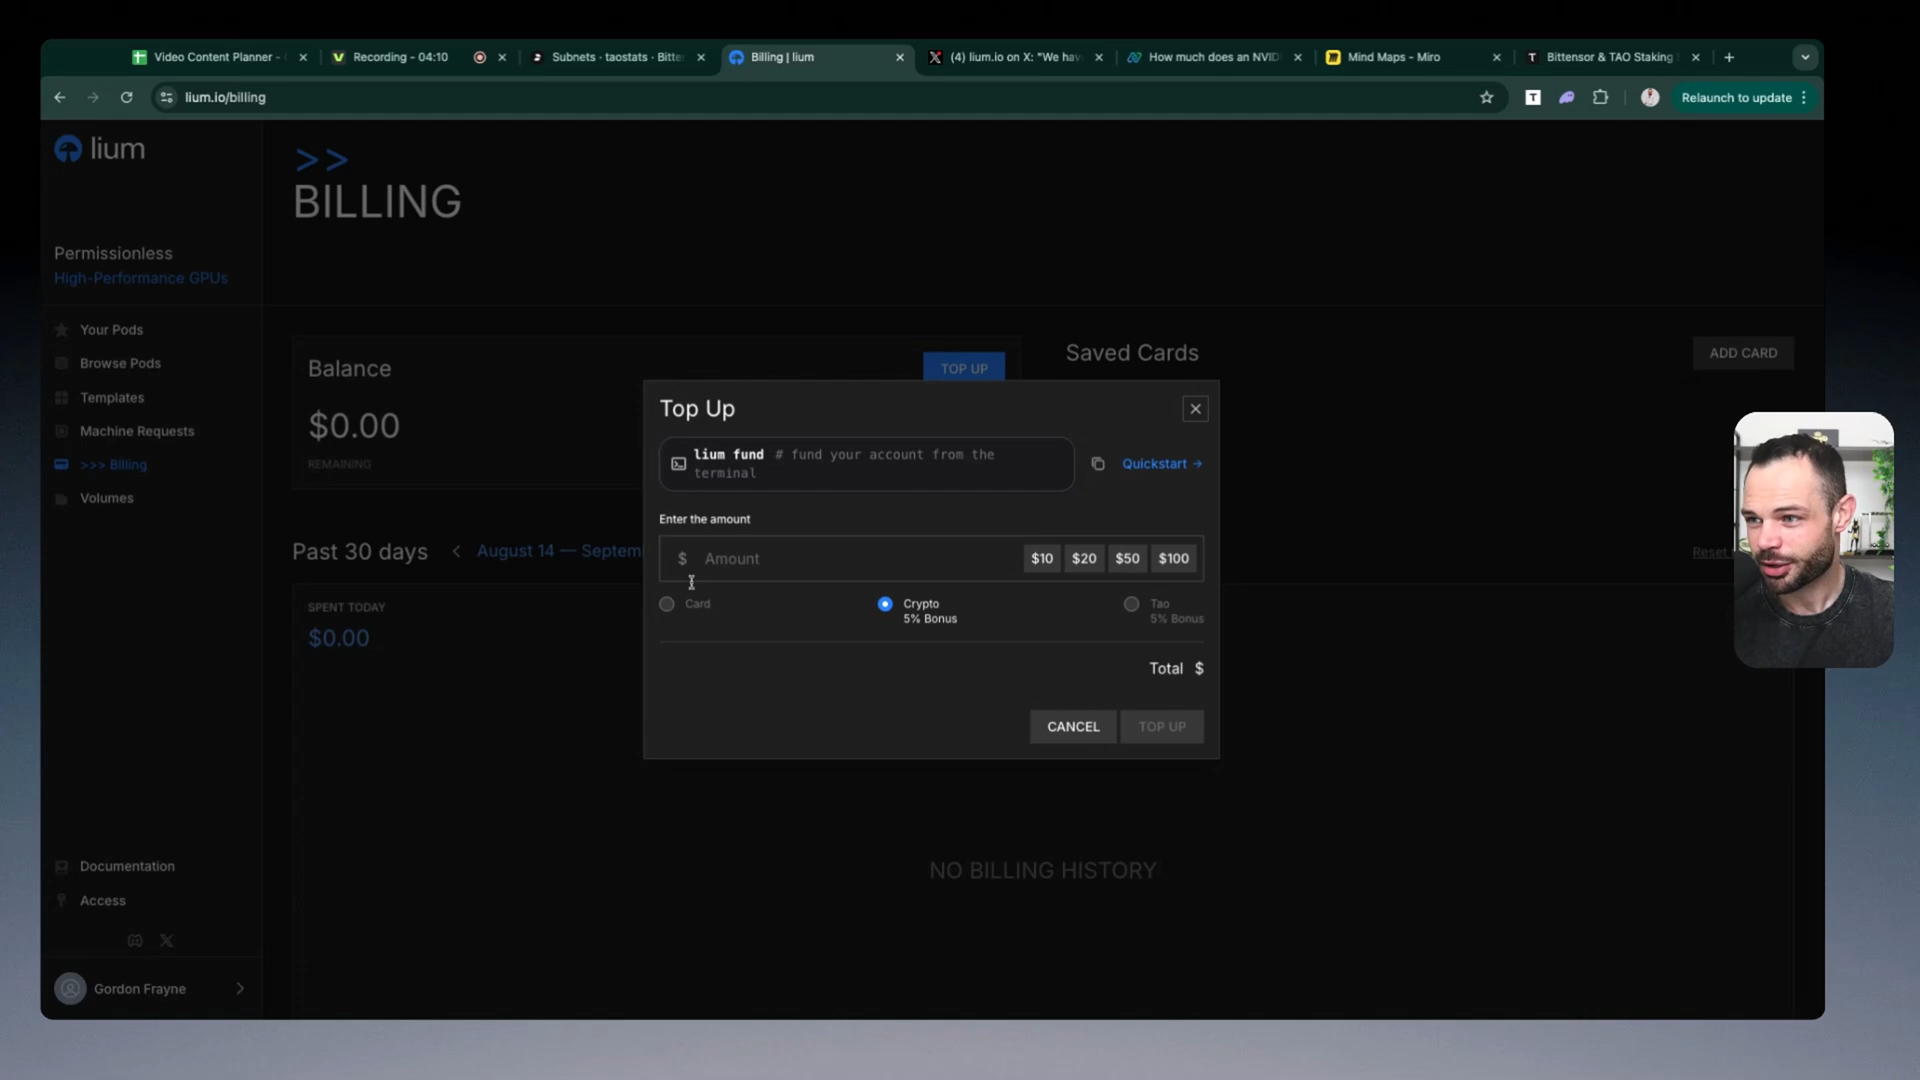 Video Content Planner -
Recording - 04:10
Subnets - taostats · Bitte
Billing | lium
(4) lium.io on X: "We hav
How much does an NVID
Mind Maps - Miro
Bittensor & TAO Staking
lium.io/billing
T
Relaunch to update
lium
>>
BILLING
Permissionless
High-Performance GPUs
Your Pods
Browse Pods
Templates
Machine Requests
>>> Billing
Volumes
Documentation
Access
Gordon Frayne
Balance
TOP UP
$0.00
REMAINING
Saved Cards
ADD CARD
Past 30 days
August 14 — Septem
Reset
SPENT TODAY
$0.00
NO BILLING HISTORY
Top Up
lium fund # fund your account from the
terminal
Quickstart →
Enter the amount
$ Amount
$10 $20 $50 $100
Card
Crypto
5% Bonus
Tao
5% Bonus
Total $
CANCEL
TOP UP